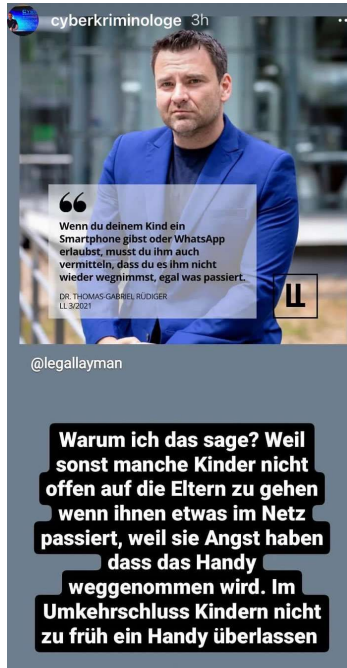 cyberkriminologe 3h
Wenn du deinem Kind ein
Smartphone gibst oder WhatsApp
erlaubst, musst du ihm auch
vermitteln, dass du es ihm nicht
wieder wegnimmst, egal was passiert.
DR. THOMAS-GABRIEL RÜDIGER
LL 3/2021
LL
@legallayman
Warum ich das sage? Weil
sonst manche Kinder nicht
offen auf die Eltern zu gehen
wenn ihnen etwas im Netz
passiert, weil sie Angst haben
dass das Handy
weggenommen wird. Im
Umkehrschluss Kindern nicht
zu früh ein Handy überlassen